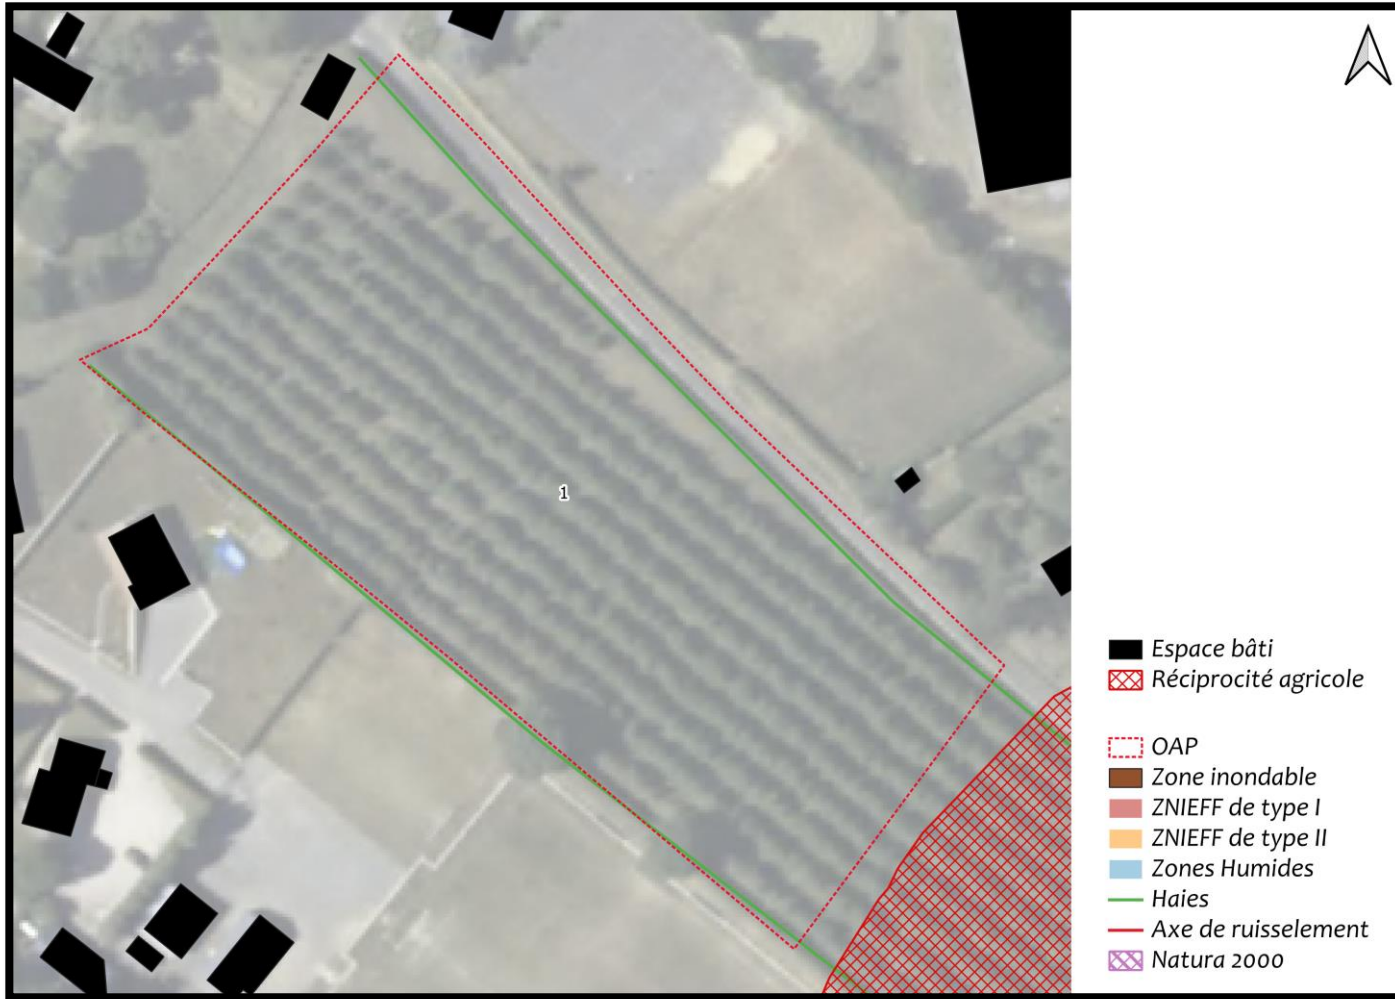 1
Espace bâti
Réciprocité agricole
OAP
Zone inondable
ZNIEFF de type I
ZNIEFF de type II
Zones Humides
Haies
Axe de ruisselement
Natura 2000